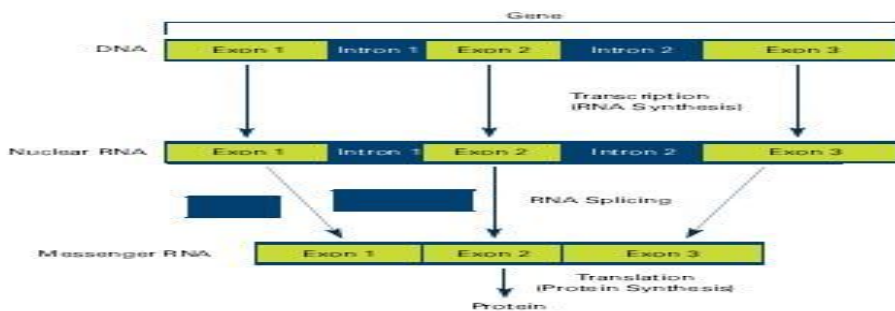 Gene
DNA Exon 1 Intron 1 Exon 2 Intron 2 Exon 3
Transcription
(RNA Synthesis)
Nuclear RNA Exon 1 Intron 1 Exon 2 Intron 2 Exon 3
RNA Splicing
Messenger RNA Exon 1 Exon 2 Exon 3
Translation
(Protein Synthesis)
Protein